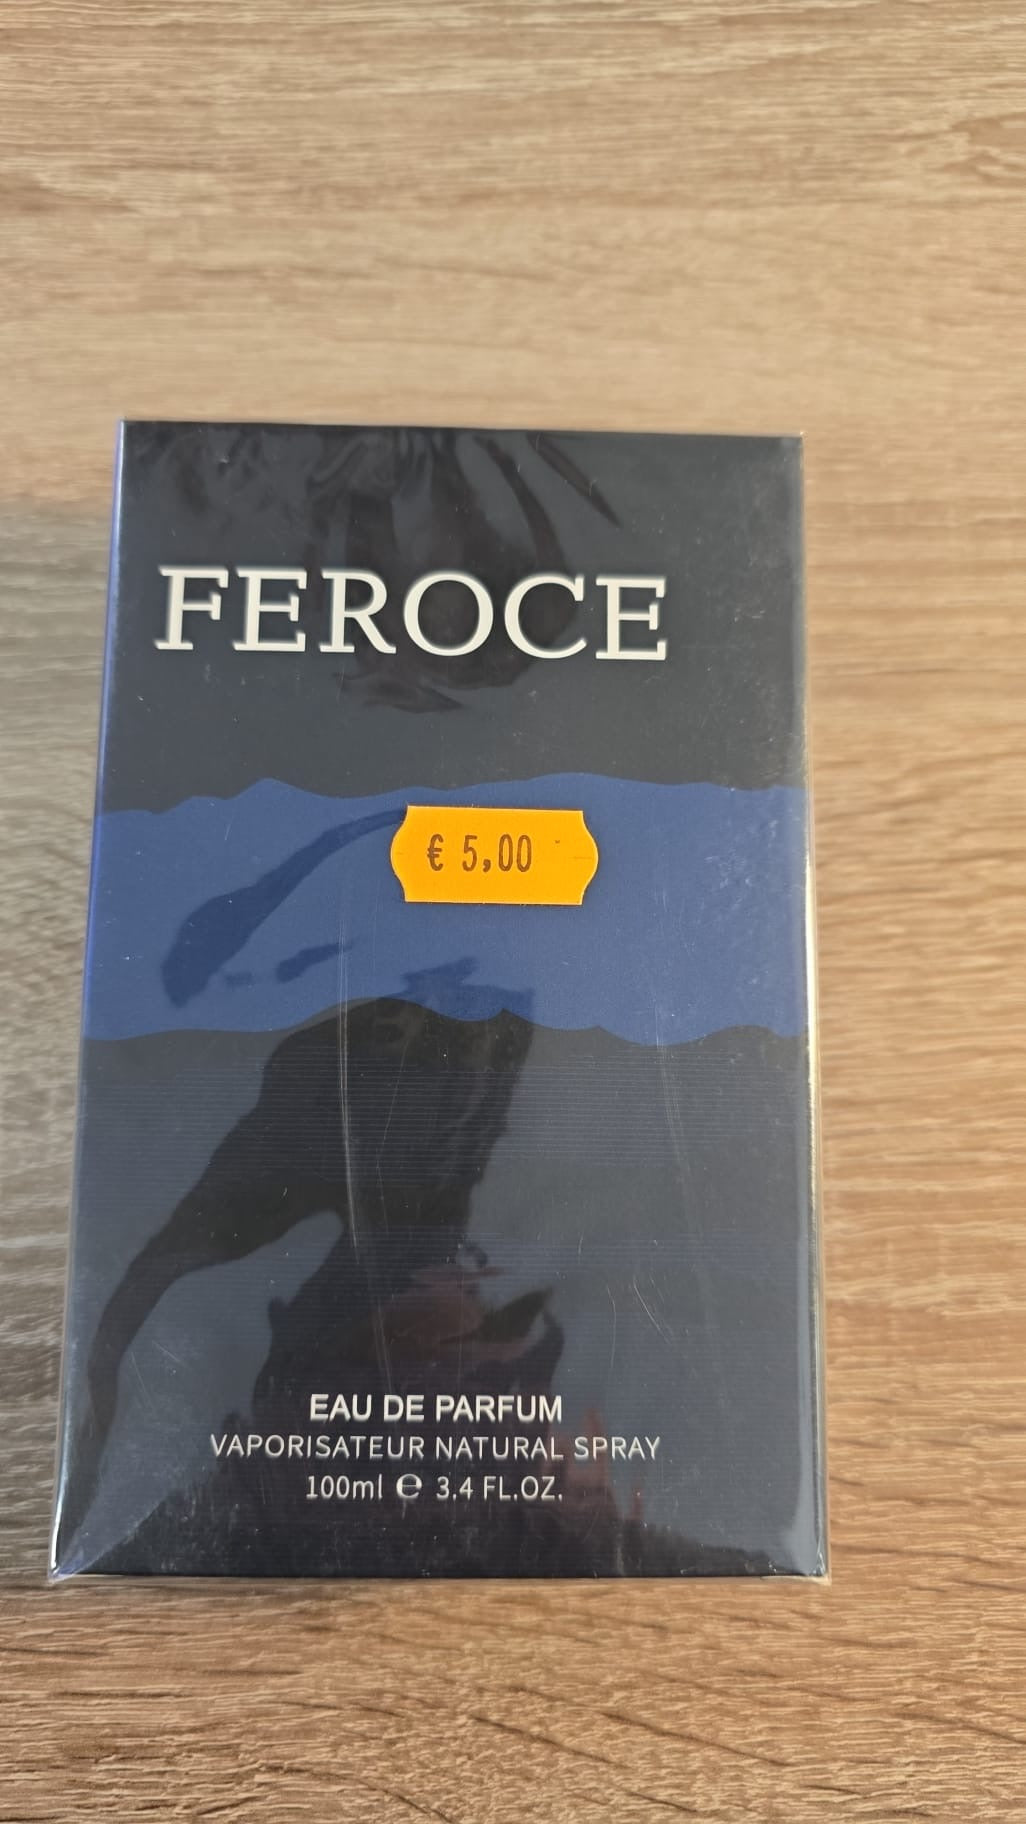 FEROCE
€ 5,00
EAU DE PARFUM
VAPORISATEUR NATURAL SPRAY
100ml ℮ 3.4 FL.OZ.